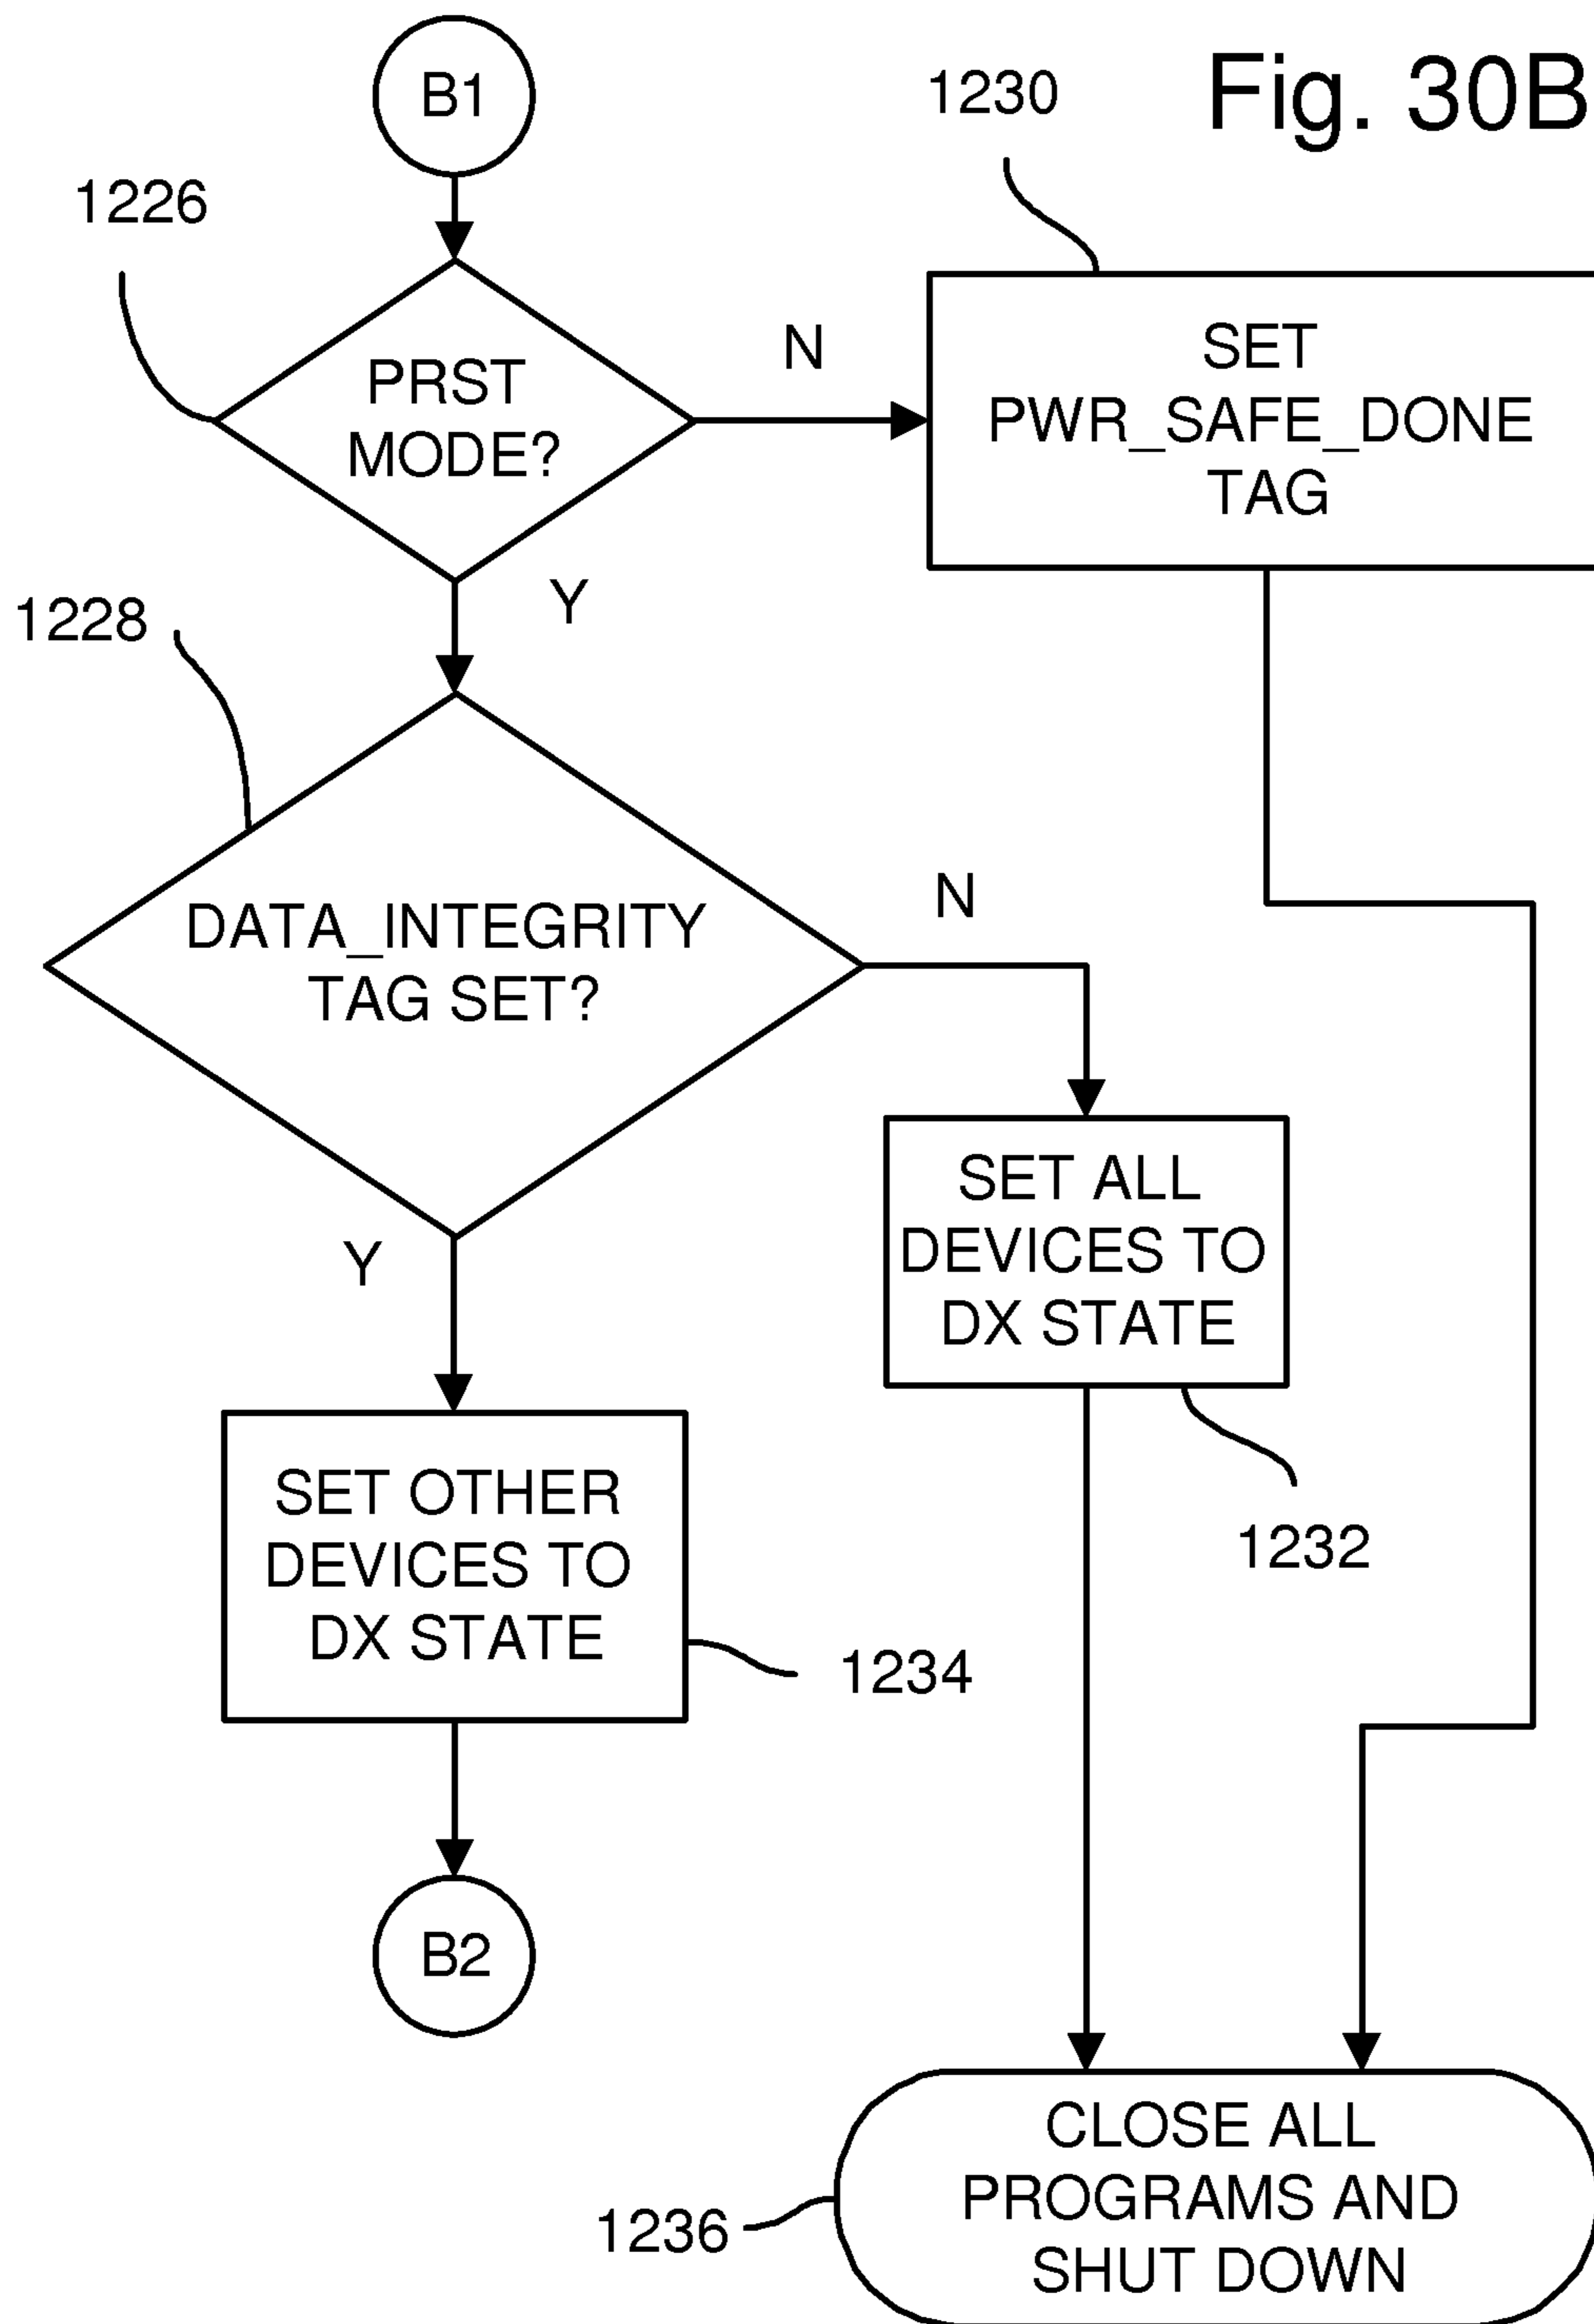 B1
1230
Fig. 30B
1226
PRST
MODE?
N
SET
PWR_SAFE_DONE
TAG
Y
1228
DATA_INTEGRITY
TAG SET?
N
Y
SET ALL
DEVICES TO
DX STATE
1232
SET OTHER
DEVICES TO
DX STATE
1234
B2
CLOSE ALL
PROGRAMS AND
SHUT DOWN
1236